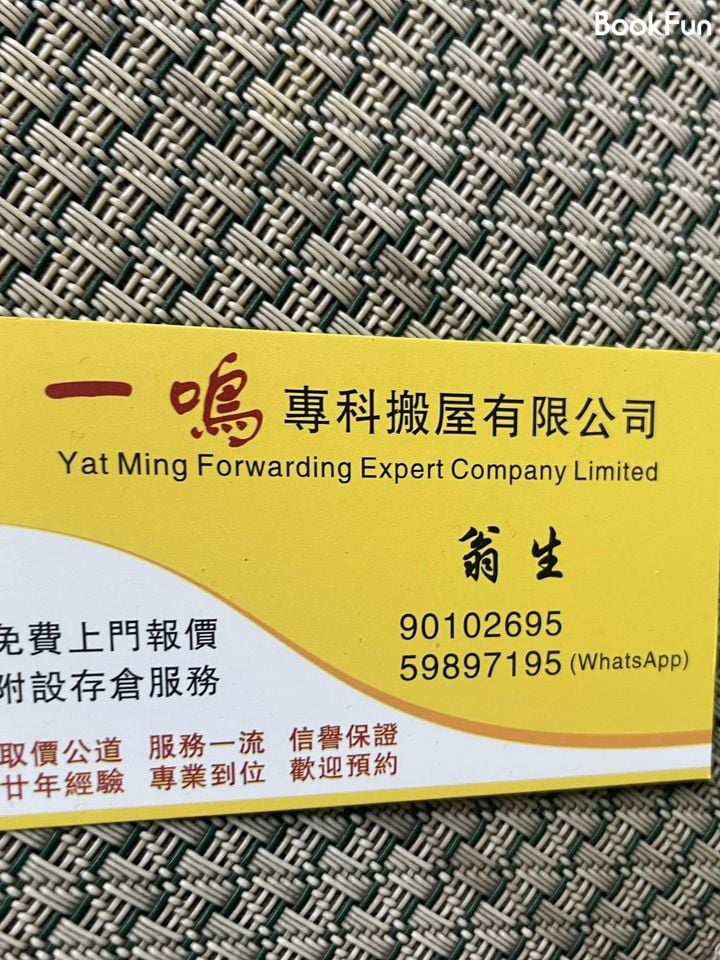 BookFun
一鳴專科搬屋有限公司
Yat Ming Forwarding Expert Company Limited
翁生
90102695
59897195 (WhatsApp)
免費上門報價
附設存倉服務
取價公道 服務一流 信譽保證
廿年經驗 專業到位 歡迎預約